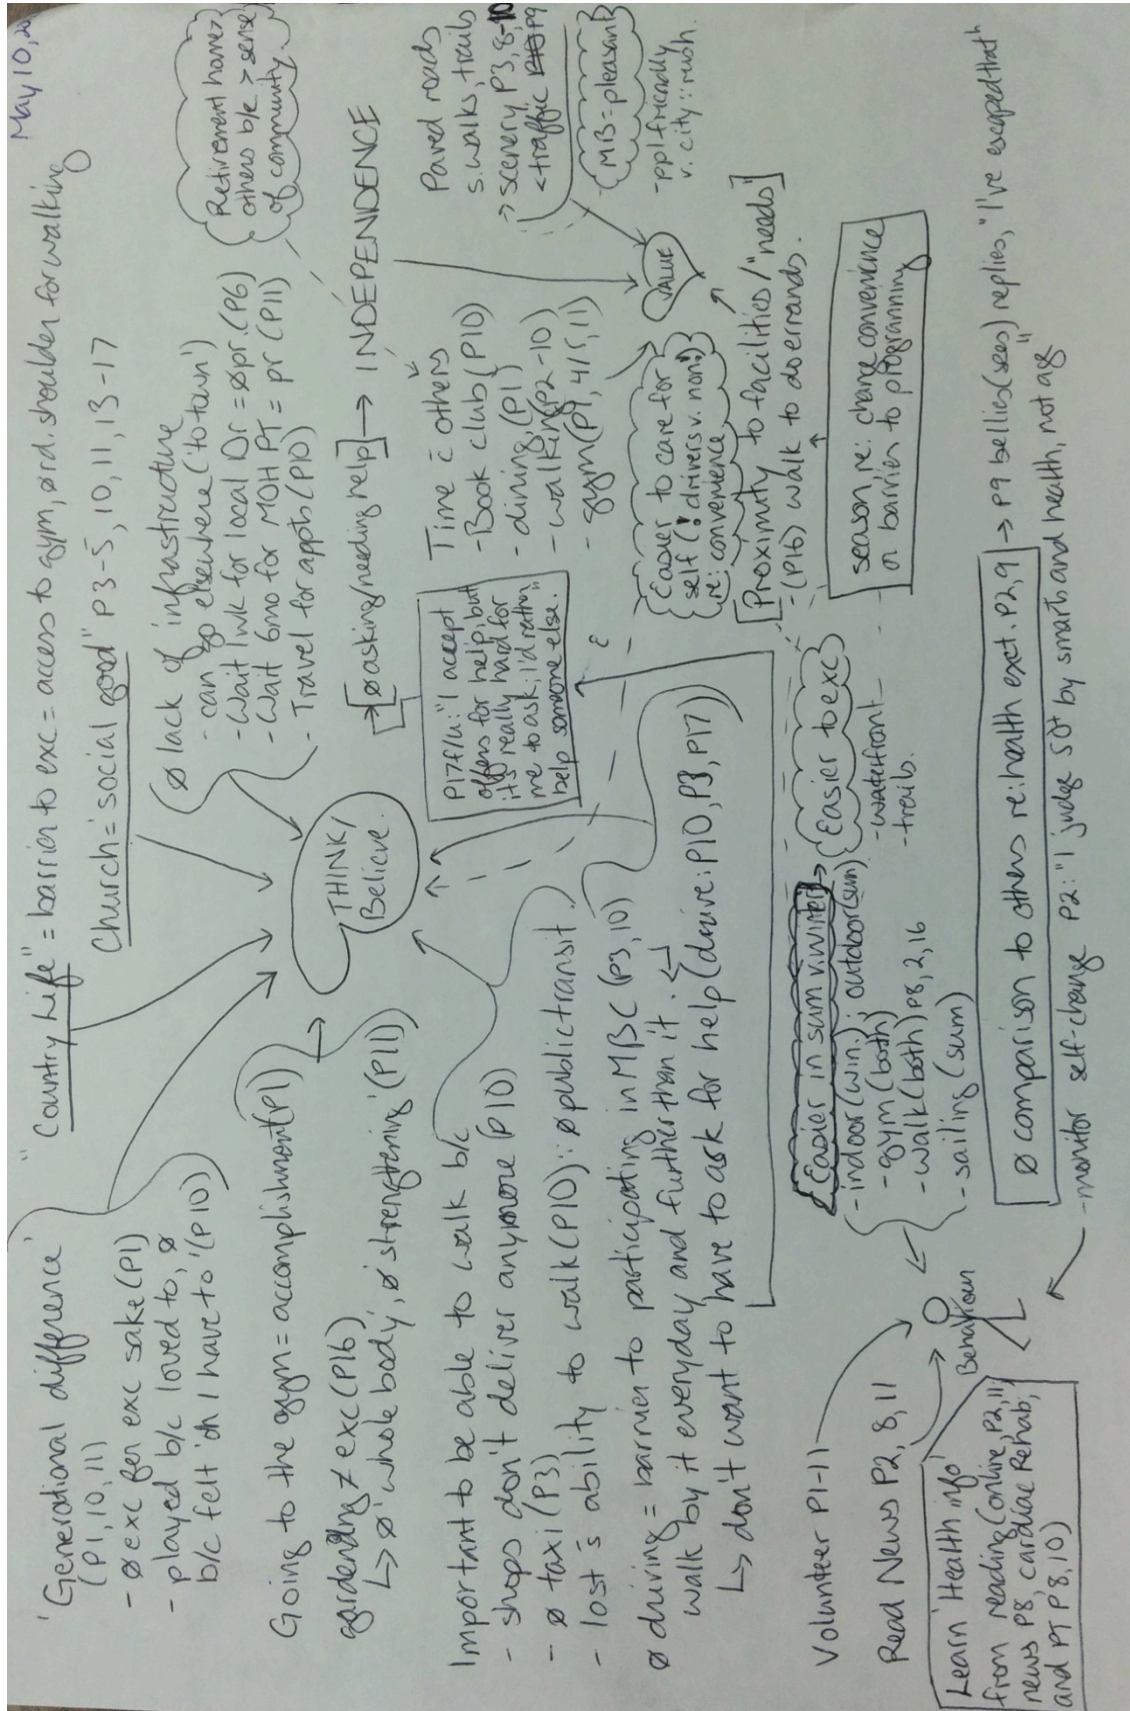 May 10, 2
'Generational difference'
(P1, 10, 11)
- ø exc for exc sake (P1)
- played b/c loved to, ø
b/c felt 'oh I have to' (P10)
"Country Life" = barrier to exc = access to gym, ø rd. shoulder for walking
Church = 'social good' P3-5, 10, 11, 13-17
(ø lack of infrastructure
- can go elsewhere ('to town')
- Wait 1wk for local Dr = ø pr. (P6)
- Wait 6mo for MOH PT = pr (P11)
- Travel for appts (P10)
Retirement home >
others b/c > sense
of community.
Going to the gym = accomplishment (P1)
gardening ≠ exc (P16)
↳ ø 'whole body', ø 'strengthening' (P11)
THINK/
Believe.
→ [ø asking/needing help] → INDEPENDENCE
P17 f/u: "I accept
offers for help, but
it's really hard for
me to ask; I'd rather
help someone else."
Time c̄ others
- Book club (P10)
- dining, (P1)
- walking (P2-10)
- gym (P1, 4/5, 11)
Paved roads
s.walks, trails
→ scenery P3, 8-10
< traffic P9
MB = pleasant
- ppl friendly
v. city :: rush.
VALUE
Important to be able to walk b/c
- shops don't deliver anymore (P10)
- ø taxi (P3)
- lost s ability to walk (P10) : ø public transit.
ø driving = barrier to participating in MBC (P3, 10)
walk by it everyday and further than it.
↳ don't want to have to ask for help (drive: P10, P3, P17)
Easier to care for
self (: drivers v. non)
re: convenience
[Proximity to facilities / "needs"]
- (P16) walk to do errands.
season re: change convenience
or barrier to programming
Easier in sum v. winter → Easier to exc
- indoor (win.); outdoor (sum)
- gym (both)
- walk (both) P8, 2, 16
- sailing (sum)
- waterfront
- trails.
Volunteer P1-11
Read News P2, 8, 11
Behaviour
Learn 'Health info'
from reading (online, P2, 11;
news P8, cardiac Rehab;
and PT P8, 10)
ø comparison to others re: health exct. P2, 9 → P9 bellies (sees) replies, "I've escaped that"
- monitor self-change P2: "I judge 50+ by smarts and health, not age"